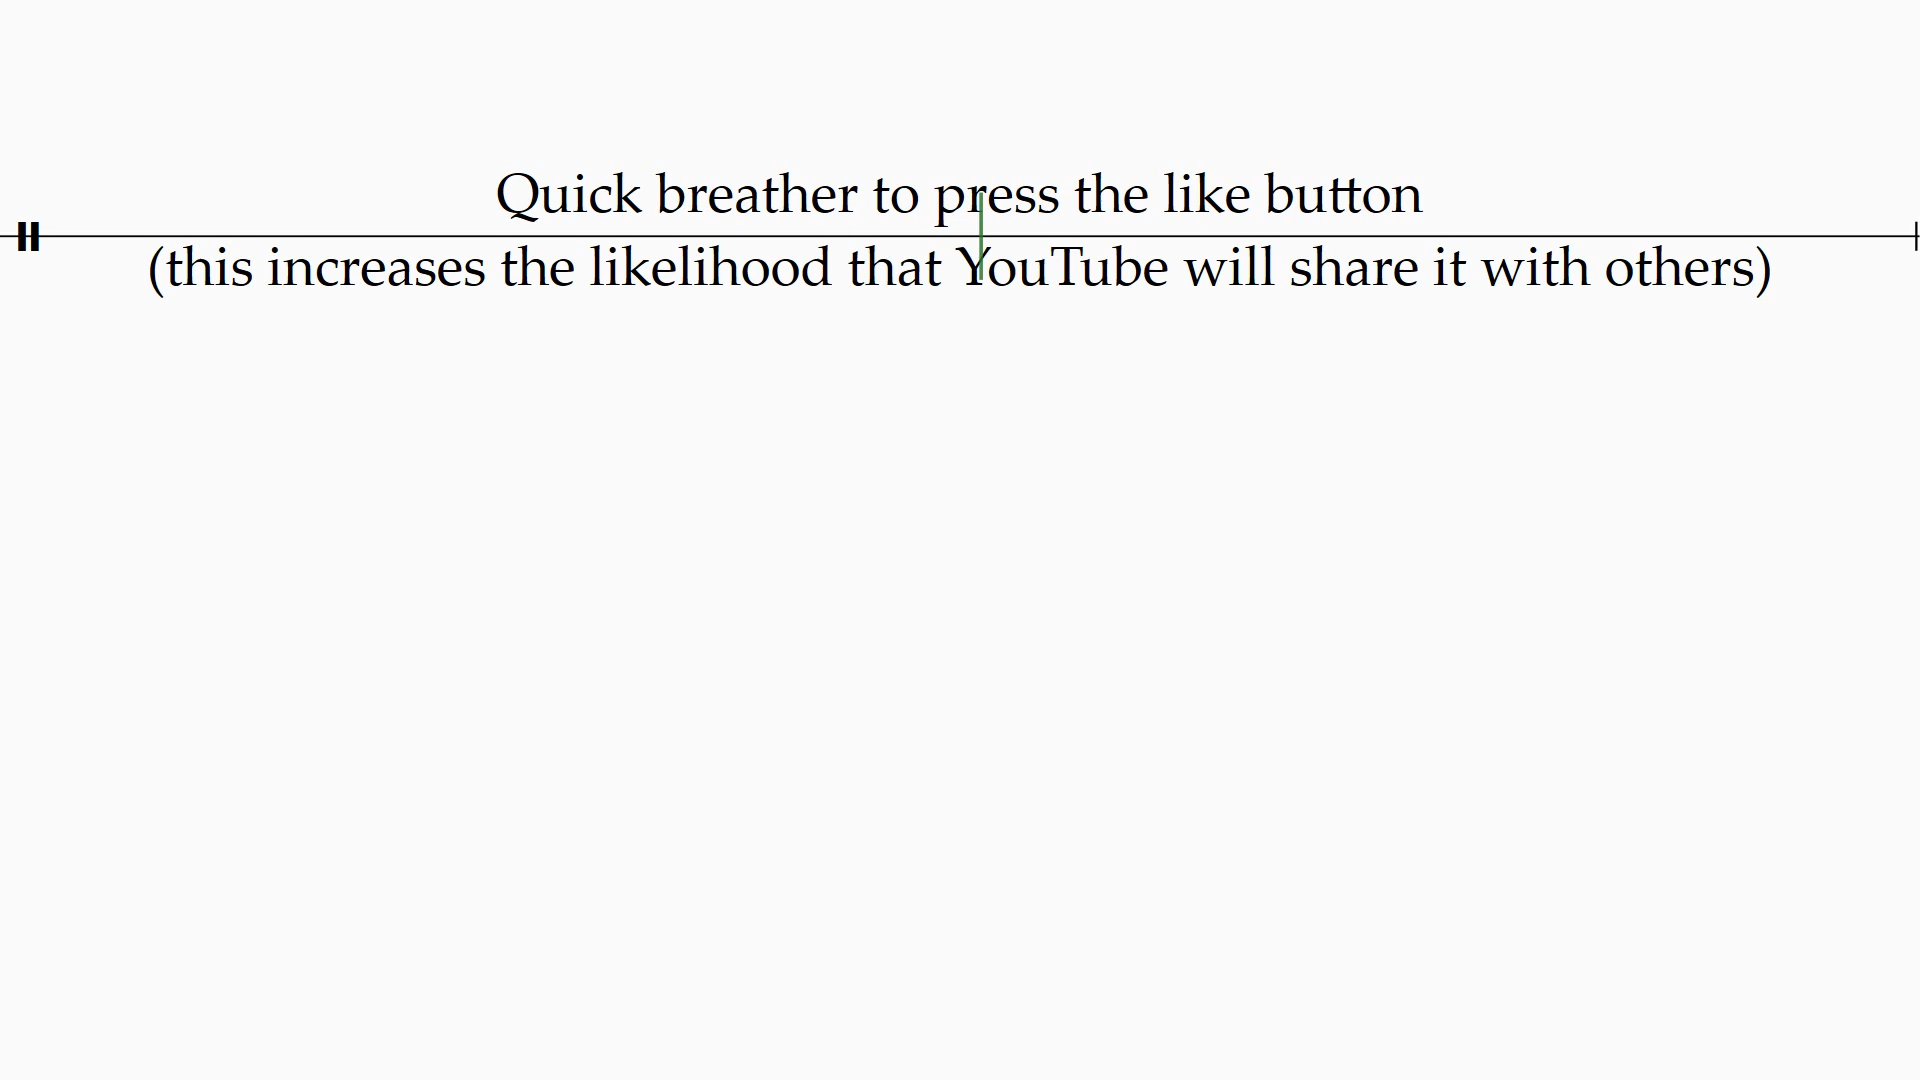 Quick breather to press the like button
(this increases the likelihood that YouTube will share it with others)